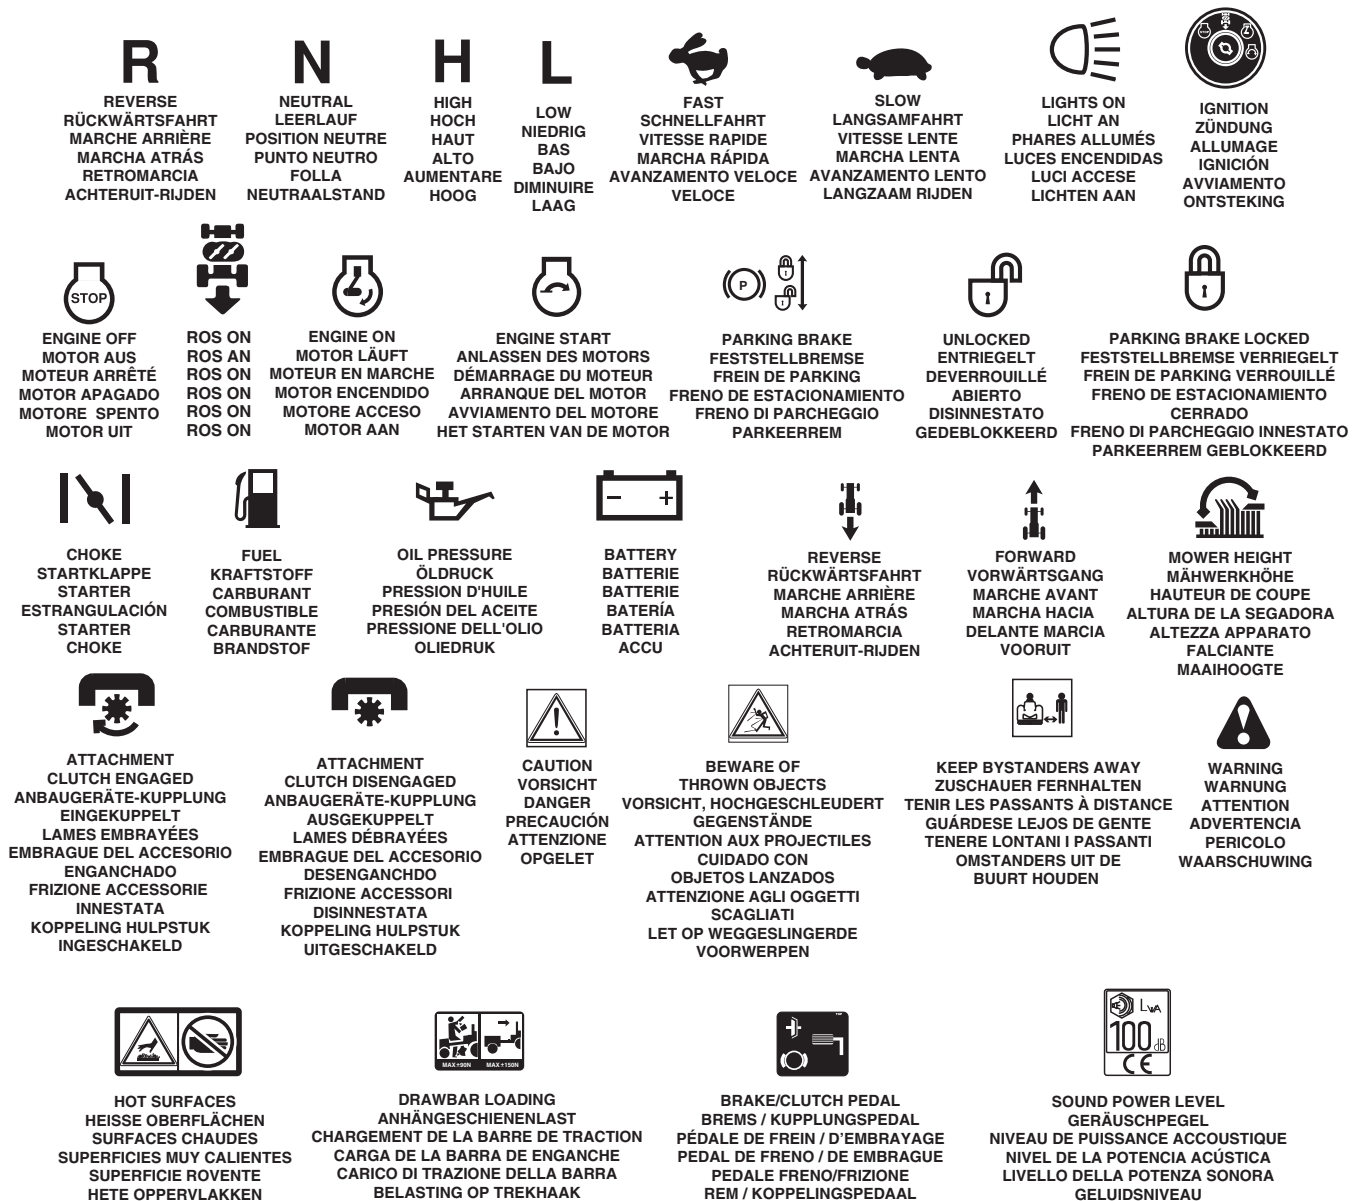 R
REVERSE
RÜCKWÄRTSFAHRT
MARCHE ARRIÈRE
MARCHA ATRÁS
RETROMARCIA
ACHTERUIT-RIJDEN
N
NEUTRAL
LEERLAUF
POSITION NEUTRE
PUNTO NEUTRO
FOLLA
NEUTRAALSTAND
H
HIGH
HOCH
HAUT
ALTO
AUMENTARE
HOOG
L
LOW
NIEDRIG
BAS
BAJO
DIMINUIRE
LAAG
FAST
SCHNELLFAHRT
VITESSE RAPIDE
MARCHA RÁPIDA
AVANZAMENTO VELOCE
VELOCE
SLOW
LANGSAMFAHRT
VITESSE LENTE
MARCHA LENTA
AVANZAMENTO LENTO
LANGZAAM RIJDEN
LIGHTS ON
LICHT AN
PHARES ALLUMÉS
LUCES ENCENDIDAS
LUCI ACCESE
LICHTEN AAN
IGNITION
ZÜNDUNG
ALLUMAGE
IGNICIÓN
AVVIAMENTO
ONTSTEKING
STOP
ENGINE OFF
MOTOR AUS
MOTEUR ARRÊTÉ
MOTOR APAGADO
MOTORE SPENTO
MOTOR UIT
ROS ON
ROS AN
ROS ON
ROS ON
ROS ON
ROS ON
ENGINE ON
MOTOR LÄUFT
MOTEUR EN MARCHE
MOTOR ENCENDIDO
MOTORE ACCESO
MOTOR AAN
ENGINE START
ANLASSEN DES MOTORS
DÉMARRAGE DU MOTEUR
ARRANQUE DEL MOTOR
AVVIAMENTO DEL MOTORE
HET STARTEN VAN DE MOTOR
P
PARKING BRAKE
FESTSTELLBREMSE
FREIN DE PARKING
FRENO DE ESTACIONAMIENTO
FRENO DI PARCHEGGIO
PARKEERREM
UNLOCKED
ENTRIEGELT
DEVERROUILLÉ
ABIERTO
DISINNESTATO
GEDEBLOKKEERD
PARKING BRAKE LOCKED
FESTSTELLBREMSE VERRIEGELT
FREIN DE PARKING VERROUILLÉ
FRENO DE ESTACIONAMIENTO
CERRADO
FRENO DI PARCHEGGIO INNESTATO
PARKEERREM GEBLOKKEERD
CHOKE
STARTKLAPPE
STARTER
ESTRANGULACIÓN
STARTER
CHOKE
FUEL
KRAFTSTOFF
CARBURANT
COMBUSTIBLE
CARBURANTE
BRANDSTOF
OIL PRESSURE
ÖLDRUCK
PRESSION D'HUILE
PRESIÓN DEL ACEITE
PRESSIONE DELL'OLIO
OLIEDRUK
– +
BATTERY
BATTERIE
BATTERIE
BATERÍA
BATTERIA
ACCU
REVERSE
RÜCKWÄRTSFAHRT
MARCHE ARRIÈRE
MARCHA ATRÁS
RETROMARCIA
ACHTERUIT-RIJDEN
FORWARD
VORWÄRTSGANG
MARCHE AVANT
MARCHA HACIA
DELANTE MARCIA
VOORUIT
MOWER HEIGHT
MÄHWERKHÖHE
HAUTEUR DE COUPE
ALTURA DE LA SEGADORA
ALTEZZA APPARATO
FALCIANTE
MAAIHOOGTE
ATTACHMENT
CLUTCH ENGAGED
ANBAUGERÄTE-KUPPLUNG
EINGEKUPPELT
LAMES EMBRAYÉES
EMBRAGUE DEL ACCESORIO
ENGANCHADO
FRIZIONE ACCESSORIE
INNESTATA
KOPPELING HULPSTUK
INGESCHAKELD
ATTACHMENT
CLUTCH DISENGAGED
ANBAUGERÄTE-KUPPLUNG
AUSGEKUPPELT
LAMES DÉBRAYÉES
EMBRAGUE DEL ACCESORIO
DESENGANCHDO
FRIZIONE ACCESSORI
DISINNESTATA
KOPPELING HULPSTUK
UITGESCHAKELD
CAUTION
VORSICHT
DANGER
PRECAUCIÓN
ATTENZIONE
OPGELET
BEWARE OF
THROWN OBJECTS
VORSICHT, HOCHGESCHLEUDERT
GEGENSTÄNDE
ATTENTION AUX PROJECTILES
CUIDADO CON
OBJETOS LANZADOS
ATTENZIONE AGLI OGGETTI
SCAGLIATI
LET OP WEGGESLINGERDE
VOORWERPEN
KEEP BYSTANDERS AWAY
ZUSCHAUER FERNHALTEN
TENIR LES PASSANTS À DISTANCE
GUÁRDESE LEJOS DE GENTE
TENERE LONTANI I PASSANTI
OMSTANDERS UIT DE
BUURT HOUDEN
WARNING
WARNUNG
ATTENTION
ADVERTENCIA
PERICOLO
WAARSCHUWING
HOT SURFACES
HEISSE OBERFLÄCHEN
SURFACES CHAUDES
SUPERFICIES MUY CALIENTES
SUPERFICIE ROVENTE
HETE OPPERVLAKKEN
MAX±90N MAX±150N
DRAWBAR LOADING
ANHÄNGESCHIENENLAST
CHARGEMENT DE LA BARRE DE TRACTION
CARGA DE LA BARRA DE ENGANCHE
CARICO DI TRAZIONE DELLA BARRA
BELASTING OP TREKHAAK
BRAKE/CLUTCH PEDAL
BREMS / KUPPLUNGSPEDAL
PÉDALE DE FREIN / D'EMBRAYAGE
PEDAL DE FRENO / DE EMBRAGUE
PEDALE FRENO/FRIZIONE
REM / KOPPELINGSPEDAAL
LWA
100 dB
CE
SOUND POWER LEVEL
GERÄUSCHPEGEL
NIVEAU DE PUISSANCE ACCOUSTIQUE
NIVEL DE LA POTENCIA ACÚSTICA
LIVELLO DELLA POTENZA SONORA
GELUIDSNIVEAU